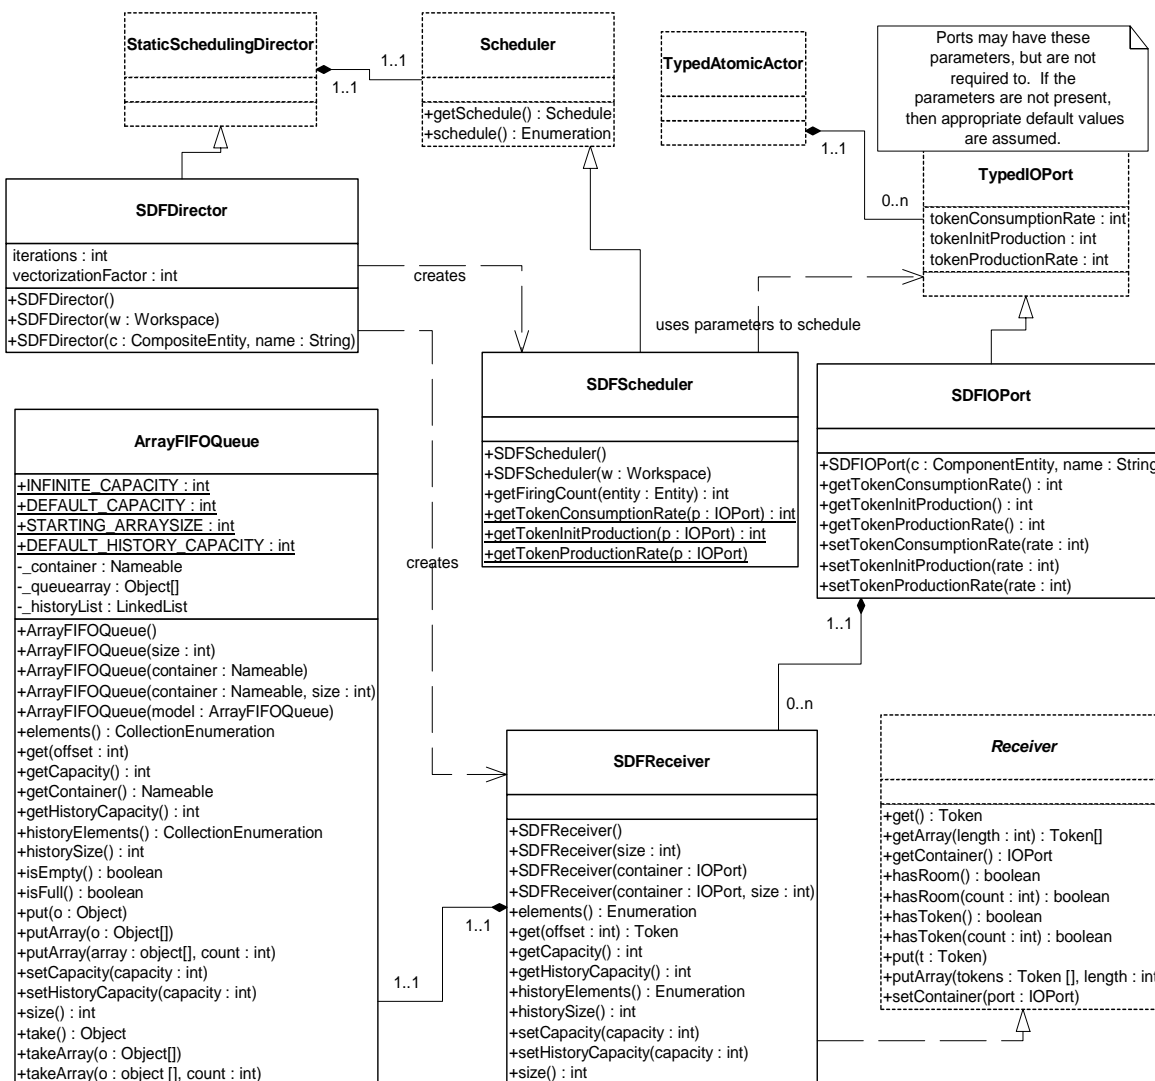 StaticSchedulingDirector
1..1
1..1
Scheduler
+getSchedule() : Schedule
+schedule() : Enumeration
TypedAtomicActor
1..1
0..n
Ports may have these
parameters, but are not
required to. If the
parameters are not present,
then appropriate default values
are assumed.
TypedIOPort
tokenConsumptionRate : int
tokenInitProduction : int
tokenProductionRate : int
SDFDirector
iterations : int
vectorizationFactor : int
+SDFDirector()
+SDFDirector(w : Workspace)
+SDFDirector(c : CompositeEntity, name : String)
creates
uses parameters to schedule
SDFScheduler
+SDFScheduler()
+SDFScheduler(w : Workspace)
+getFiringCount(entity : Entity) : int
+getTokenConsumptionRate(p : IOPort) : int
+getTokenInitProduction(p : IOPort) : int
+getTokenProductionRate(p : IOPort)
SDFIOPort
+SDFIOPort(c : ComponentEntity, name : String
+getTokenConsumptionRate() : int
+getTokenInitProduction() : int
+getTokenProductionRate() : int
+setTokenConsumptionRate(rate : int)
+setTokenInitProduction(rate : int)
+setTokenProductionRate(rate : int)
1..1
0..n
creates
ArrayFIFOQueue
+INFINITE_CAPACITY : int
+DEFAULT_CAPACITY : int
+STARTING_ARRAYSIZE : int
+DEFAULT_HISTORY_CAPACITY : int
-_container : Nameable
-_queuearray : Object[]
-_historyList : LinkedList
+ArrayFIFOQueue()
+ArrayFIFOQueue(size : int)
+ArrayFIFOQueue(container : Nameable)
+ArrayFIFOQueue(container : Nameable, size : int)
+ArrayFIFOQueue(model : ArrayFIFOQueue)
+elements() : CollectionEnumeration
+get(offset : int)
+getCapacity() : int
+getContainer() : Nameable
+getHistoryCapacity() : int
+historyElements() : CollectionEnumeration
+historySize() : int
+isEmpty() : boolean
+isFull() : boolean
+put(o : Object)
+putArray(o : Object[])
+putArray(array : object[], count : int)
+setCapacity(capacity : int)
+setHistoryCapacity(capacity : int)
+size() : int
+take() : Object
+takeArray(o : Object[])
+takeArray(o : object [], count : int)
1..1
1..1
SDFReceiver
+SDFReceiver()
+SDFReceiver(size : int)
+SDFReceiver(container : IOPort)
+SDFReceiver(container : IOPort, size : int)
+elements() : Enumeration
+get(offset : int) : Token
+getCapacity() : int
+getHistoryCapacity() : int
+historyElements() : Enumeration
+historySize() : int
+setCapacity(capacity : int)
+setHistoryCapacity(capacity : int)
+size() : int
Receiver
+get() : Token
+getArray(length : int) : Token[]
+getContainer() : IOPort
+hasRoom() : boolean
+hasRoom(count : int) : boolean
+hasToken() : boolean
+hasToken(count : int) : boolean
+put(t : Token)
+putArray(tokens : Token [], length : int
+setContainer(port : IOPort)